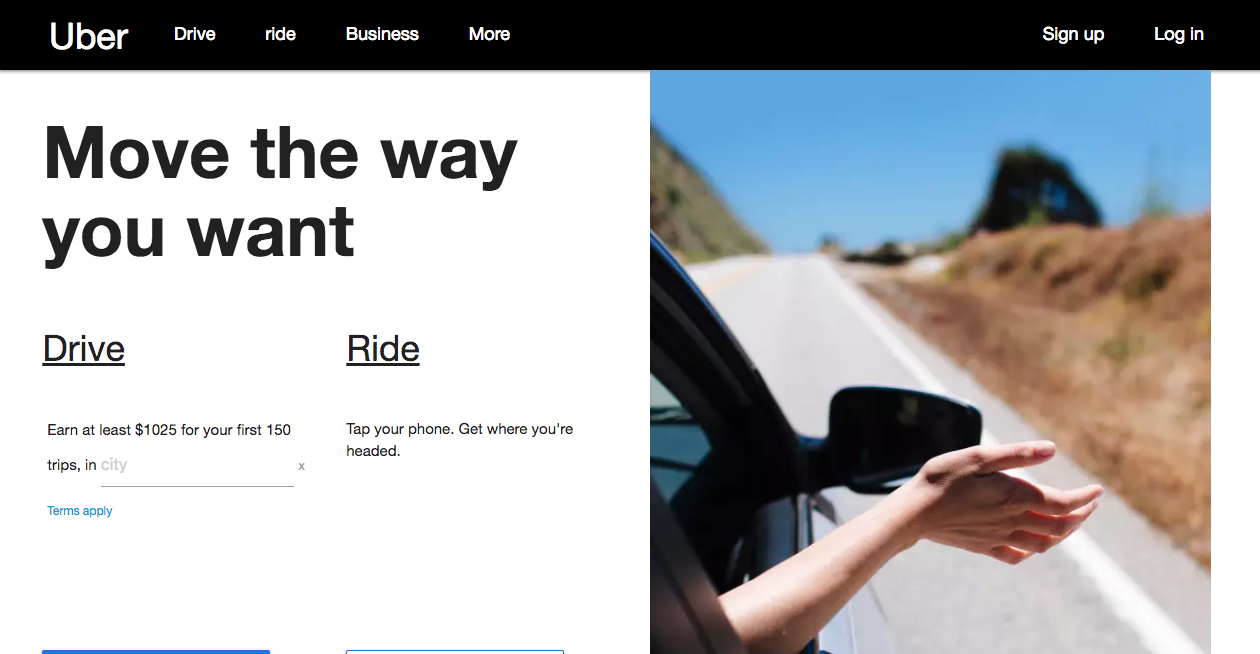 Uber Drive ride Business More Sign up Log in
Move the way
you want
Drive
Earn at least $1025 for your first 150
trips, in city x
Terms apply
Ride
Tap your phone. Get where you're
headed.